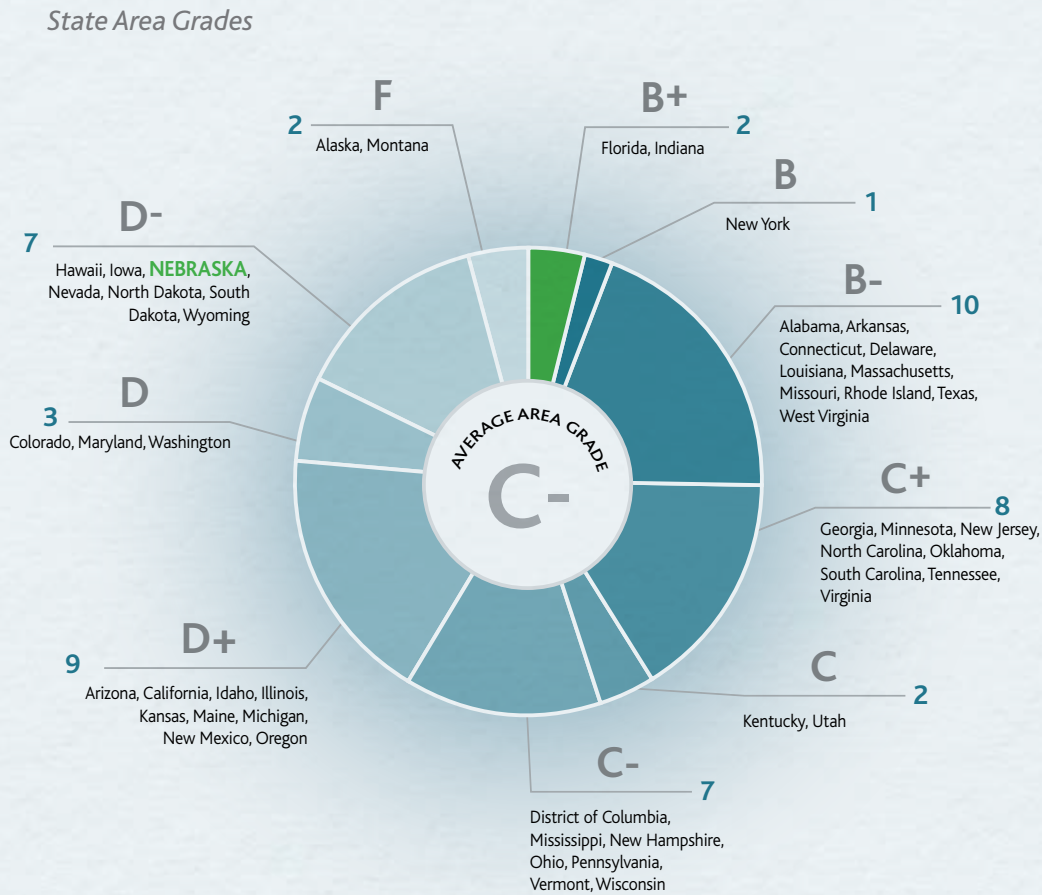 State Area Grades
F
2
Alaska, Montana
B+
2
Florida, Indiana
B
1
New York
B-
10
Alabama, Arkansas,
Connecticut, Delaware,
Louisiana, Massachusetts,
Missouri, Rhode Island, Texas,
West Virginia
C+
8
Georgia, Minnesota, New Jersey,
North Carolina, Oklahoma,
South Carolina, Tennessee,
Virginia
C
2
Kentucky, Utah
C-
7
District of Columbia,
Mississippi, New Hampshire,
Ohio, Pennsylvania,
Vermont, Wisconsin
D+
9
Arizona, California, Idaho, Illinois,
Kansas, Maine, Michigan,
New Mexico, Oregon
D
3
Colorado, Maryland, Washington
D-
7
Hawaii, Iowa, NEBRASKA,
Nevada, North Dakota, South
Dakota, Wyoming
AVERAGE AREA GRADE
C-